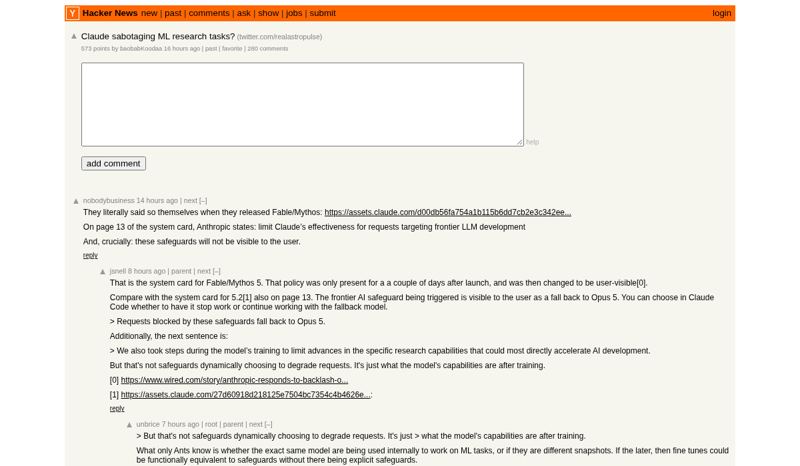 Y Hacker News new | past | comments | ask | show | jobs | submit login
▲ Claude sabotaging ML research tasks? (twitter.com/realastropulse)
573 points by baobabKoodaa 16 hours ago | past | favorite | 280 comments
help
add comment
▲ nobodybusiness 14 hours ago | next [–]
They literally said so themselves when they released Fable/Mythos: https://assets.claude.com/d00db56fa754a1b115b6dd7cb2e3c342ee...
On page 13 of the system card, Anthropic states: limit Claude's effectiveness for requests targeting frontier LLM development
And, crucially: these safeguards will not be visible to the user.
reply
▲ jsnell 8 hours ago | parent | next [–]
That is the system card for Fable/Mythos 5. That policy was only present for a a couple of days after launch, and was then changed to be user-visible[0].
Compare with the system card for 5.2[1] also on page 13. The frontier AI safeguard being triggered is visible to the user as a fall back to Opus 5. You can choose in Claude
Code whether to have it stop work or continue working with the fallback model.
> Requests blocked by these safeguards fall back to Opus 5.
Additionally, the next sentence is:
> We also took steps during the model's training to limit advances in the specific research capabilities that could most directly accelerate AI development.
But that's not safeguards dynamically choosing to degrade requests. It's just what the model's capabilities are after training.
[0] https://www.wired.com/story/anthropic-responds-to-backlash-o...
[1] https://assets.claude.com/27d60918d218125e7504bc7354c4b4626e...:
reply
▲ unbrice 7 hours ago | root | parent | next [–]
> But that's not safeguards dynamically choosing to degrade requests. It's just > what the model's capabilities are after training.
What only Ants know is whether the exact same model are being used internally to work on ML tasks, or if they are different snapshots. If the later, then fine tunes could
be functionally equivalent to safeguards without there being explicit safeguards.